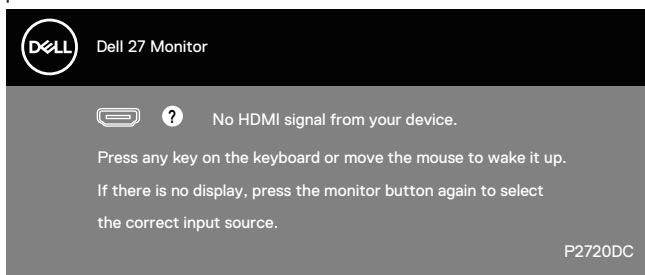 DELL
Dell 27 Monitor
? No HDMI signal from your device.
Press any key on the keyboard or move the mouse to wake it up.
If there is no display, press the monitor button again to select
the correct input source.
P2720DC